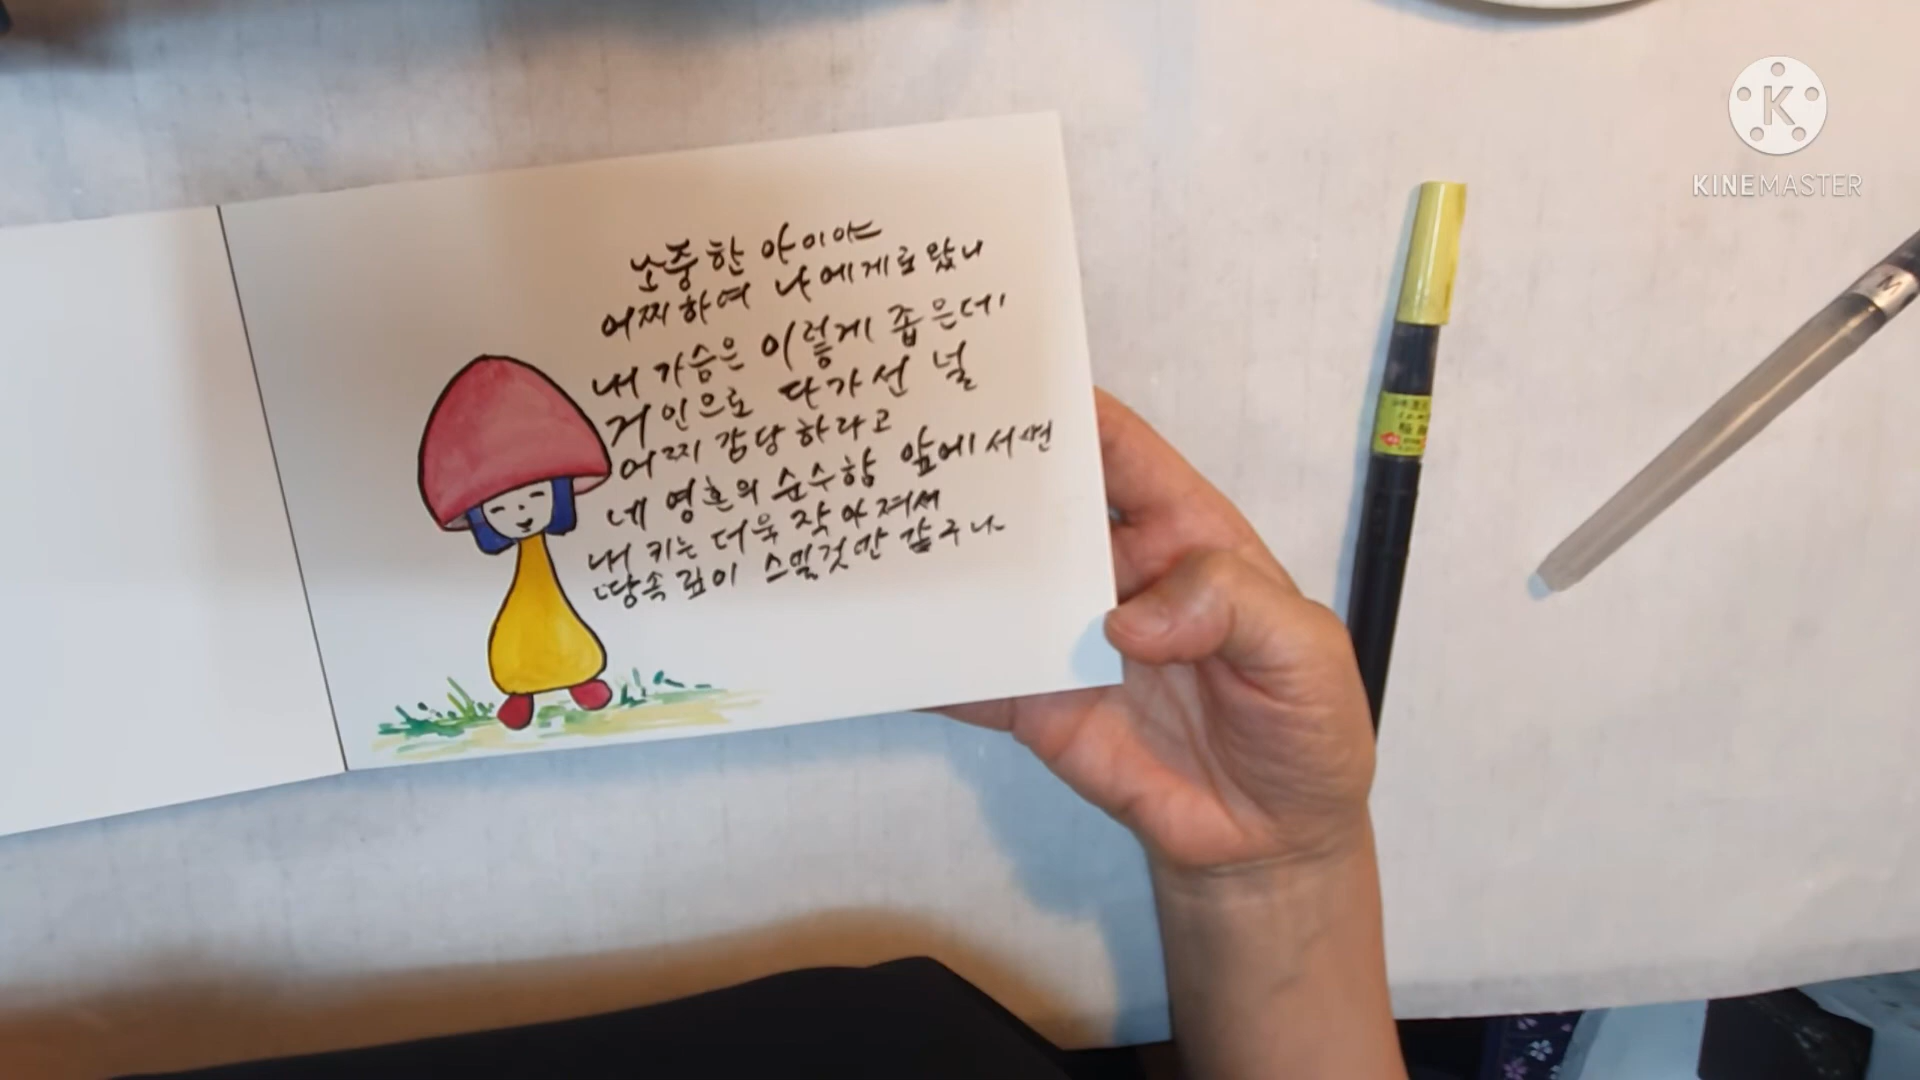 소중한 아이야
어찌하여 나에게로 왔니
내 가슴은 이렇게 좁은데
거인으로 다가선 널
어찌 감당하라고
네 영혼의 순수함 앞에 서면
내 키는 더욱 작아져서
땅속 깊이 스밀것만 같구나
K
KINEMASTER
M